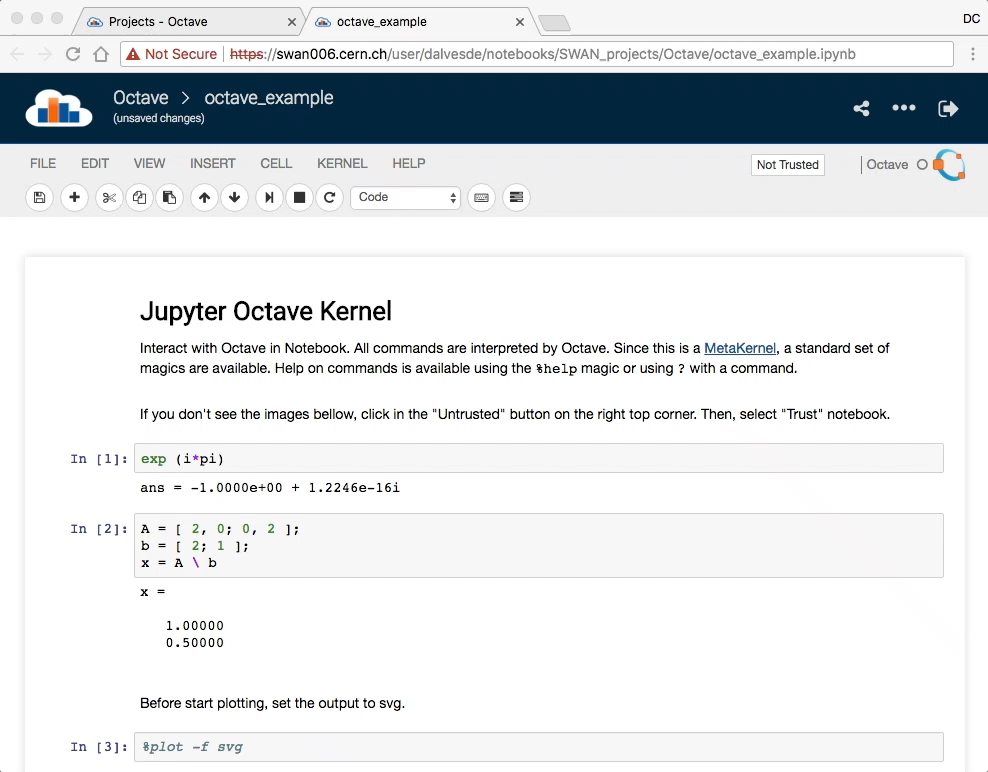 Projects - Octave
octave_example
DC
Not Secure | https://swan006.cern.ch/user/dalvesde/notebooks/SWAN_projects/Octave/octave_example.ipynb
Octave > octave_example
(unsaved changes)
FILE EDIT VIEW INSERT CELL KERNEL HELP
Not Trusted
Octave
Code
Jupyter Octave Kernel
Interact with Octave in Notebook. All commands are interpreted by Octave. Since this is a MetaKernel, a standard set of
magics are available. Help on commands is available using the %help magic or using ? with a command.
If you don't see the images bellow, click in the "Untrusted" button on the right top corner. Then, select "Trust" notebook.
In [1]: exp (i*pi)
ans = -1.0000e+00 + 1.2246e-16i
In [2]: A = [ 2, 0; 0, 2 ];
b = [ 2; 1 ];
x = A \ b
x =
1.00000
0.50000
Before start plotting, set the output to svg.
In [3]: %plot -f svg